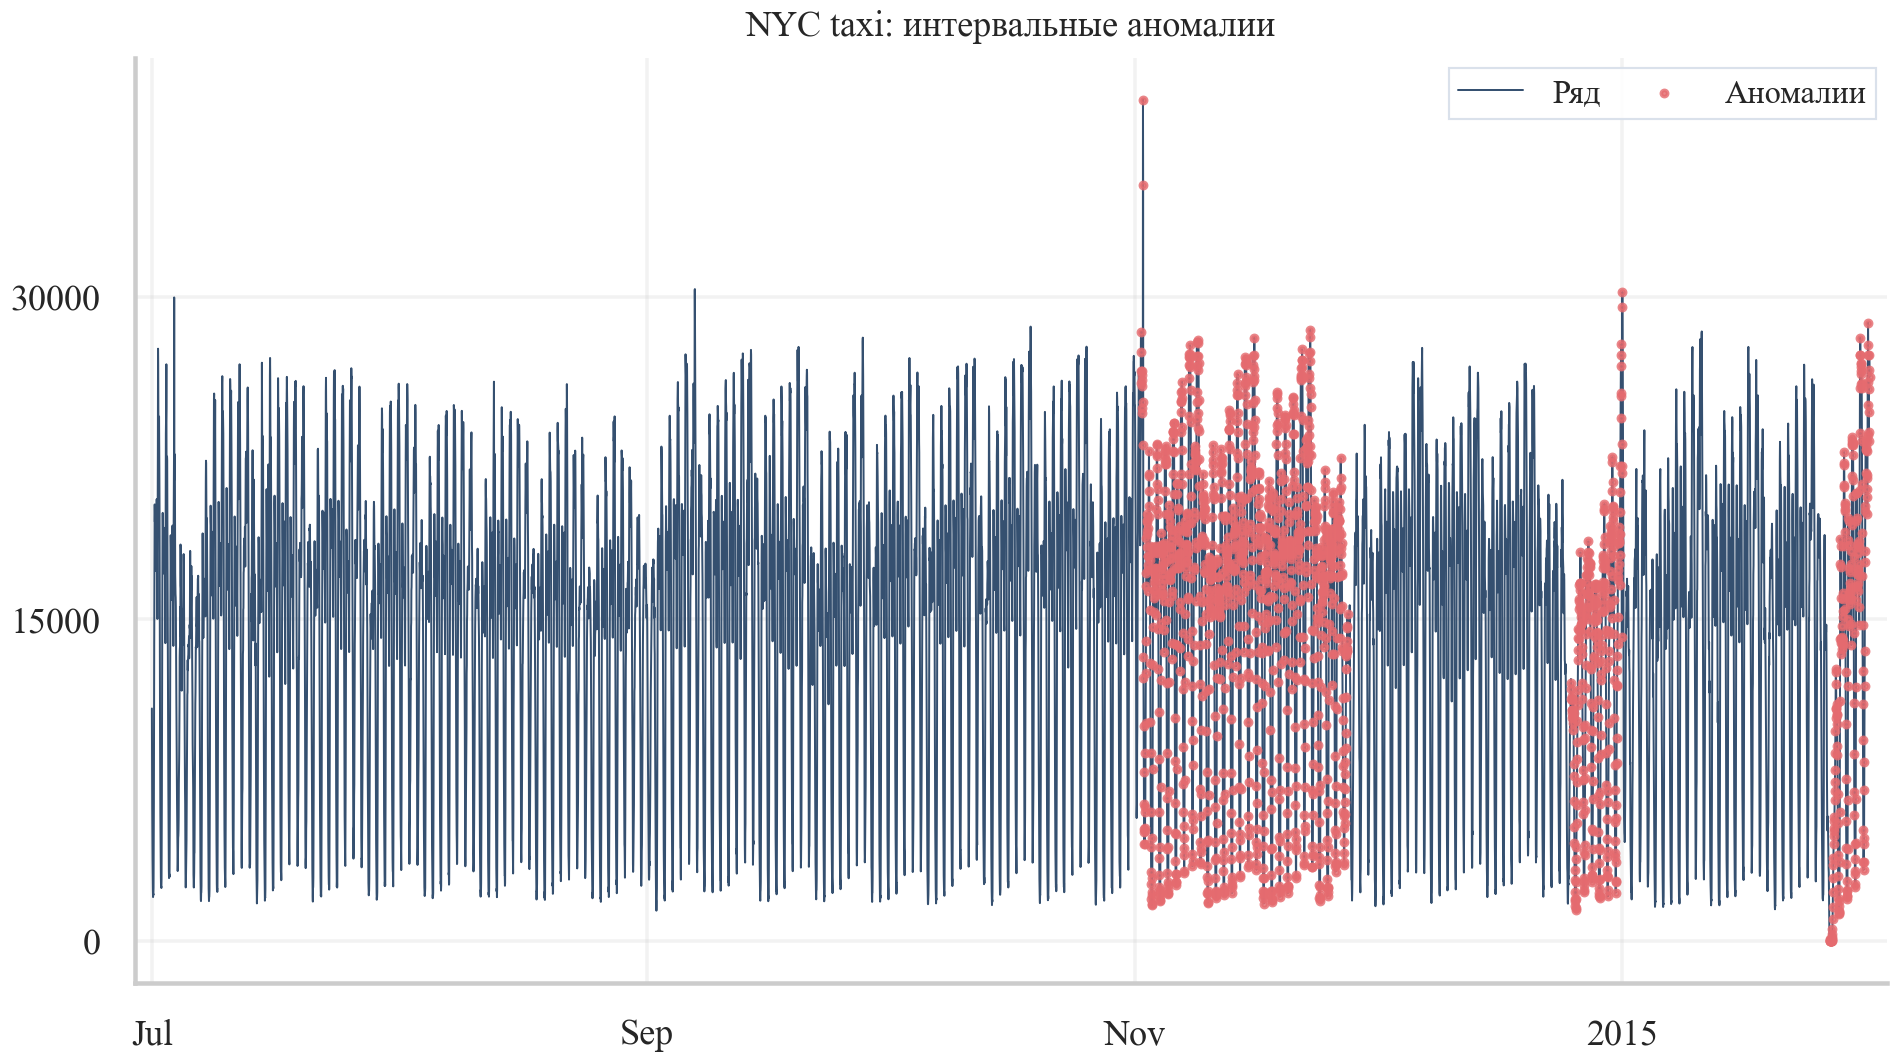 NYC taxi: интервальные аномалии
Ряд Аномалии
30000
15000
0
Jul Sep Nov 2015